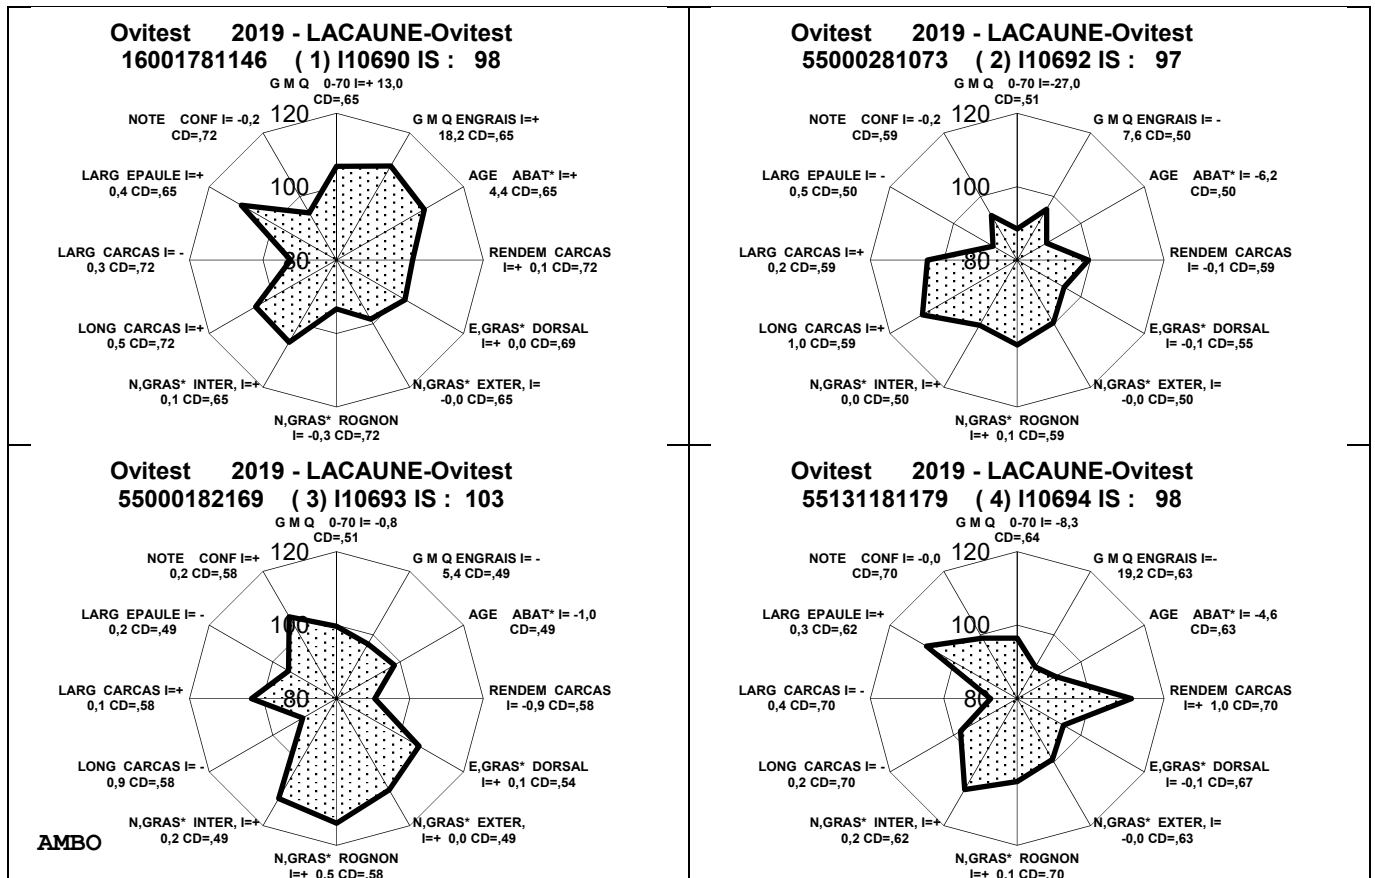 Ovitest 2019 - LACAUNE-Ovitest
16001781146 ( 1) I10690 IS : 98
G M Q 0-70 I=+ 13,0
CD=,65
G M Q ENGRAIS I=+
18,2 CD=,65
AGE ABAT* I=+
4,4 CD=,65
RENDEM CARCAS
I=+ 0,1 CD=,72
E,GRAS* DORSAL
I=+ 0,0 CD=,69
N,GRAS* EXTER, I=
-0,0 CD=,65
N,GRAS* ROGNON
I= -0,3 CD=,72
N,GRAS* INTER, I=+
0,1 CD=,65
LONG CARCAS I=+
0,5 CD=,72
LARG CARCAS I= -
0,3 CD=,72
LARG EPAULE I=+
0,4 CD=,65
NOTE CONF I= -0,2
CD=,72
120
100
80
Ovitest 2019 - LACAUNE-Ovitest
55000281073 ( 2) I10692 IS : 97
G M Q 0-70 I=-27,0
CD=,51
G M Q ENGRAIS I= -
7,6 CD=,50
AGE ABAT* I= -6,2
CD=,50
RENDEM CARCAS
I= -0,1 CD=,59
E,GRAS* DORSAL
I= -0,1 CD=,55
N,GRAS* EXTER, I=
-0,0 CD=,50
N,GRAS* ROGNON
I=+ 0,1 CD=,59
N,GRAS* INTER, I=+
0,0 CD=,50
LONG CARCAS I=+
1,0 CD=,59
LARG CARCAS I=+
0,2 CD=,59
LARG EPAULE I= -
0,5 CD=,50
NOTE CONF I= -0,2
CD=,59
120
100
80
Ovitest 2019 - LACAUNE-Ovitest
55000182169 ( 3) I10693 IS : 103
G M Q 0-70 I= -0,8
CD=,51
G M Q ENGRAIS I= -
5,4 CD=,49
AGE ABAT* I= -1,0
CD=,49
RENDEM CARCAS
I= -0,9 CD=,58
E,GRAS* DORSAL
I=+ 0,1 CD=,54
N,GRAS* EXTER,
I=+ 0,0 CD=,49
N,GRAS* ROGNON
I=+ 0,5 CD=,58
N,GRAS* INTER, I=+
0,2 CD=,49
LONG CARCAS I= -
0,9 CD=,58
LARG CARCAS I=+
0,1 CD=,58
LARG EPAULE I= -
0,2 CD=,49
NOTE CONF I=+
0,2 CD=,58
120
100
80
AMBO
Ovitest 2019 - LACAUNE-Ovitest
55131181179 ( 4) I10694 IS : 98
G M Q 0-70 I= -8,3
CD=,64
G M Q ENGRAIS I=-
19,2 CD=,63
AGE ABAT* I= -4,6
CD=,63
RENDEM CARCAS
I=+ 1,0 CD=,70
E,GRAS* DORSAL
I= -0,1 CD=,67
N,GRAS* EXTER, I=
-0,0 CD=,63
N,GRAS* ROGNON
I=+ 0,1 CD=,70
N,GRAS* INTER, I=+
0,2 CD=,62
LONG CARCAS I= -
0,2 CD=,70
LARG CARCAS I= -
0,4 CD=,70
LARG EPAULE I=+
0,3 CD=,62
NOTE CONF I= -0,0
CD=,70
120
100
80